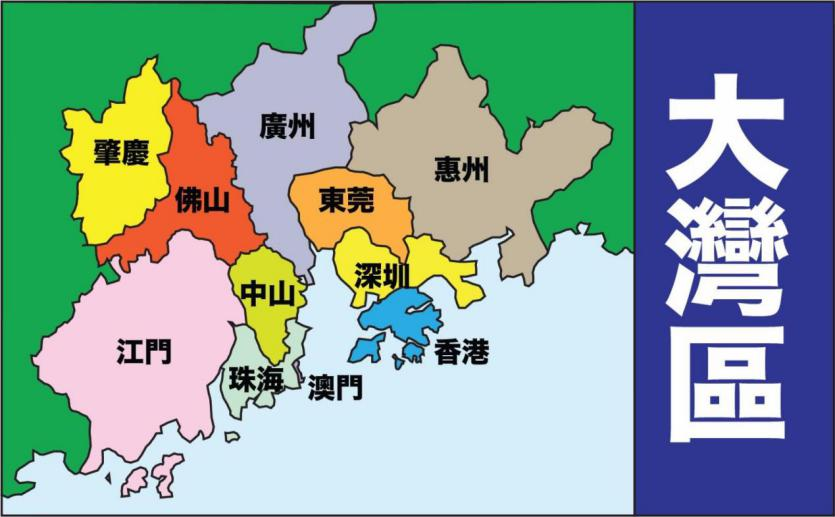 大灣區
廣州
肇慶
惠州
佛山
東莞
深圳
中山
江門
香港
珠海
澳門